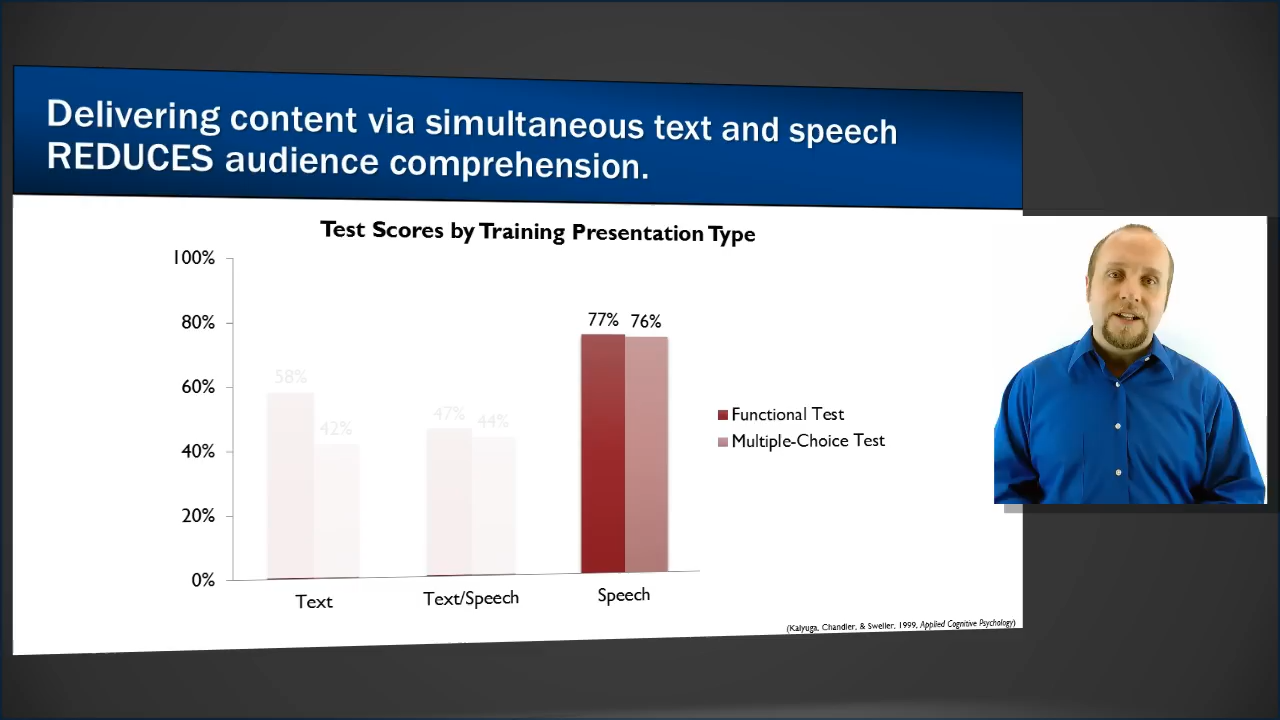 Delivering content via simultaneous text and speech
REDUCES audience comprehension.
Test Scores by Training Presentation Type
100%
80%
60%
40%
20%
0%
58%
42%
47%
44%
77%
76%
Text
Text/Speech
Speech
Functional Test
Multiple-Choice Test
(Kalyuga, Chandler, & Sweller, 1999, Applied Cognitive Psychology)